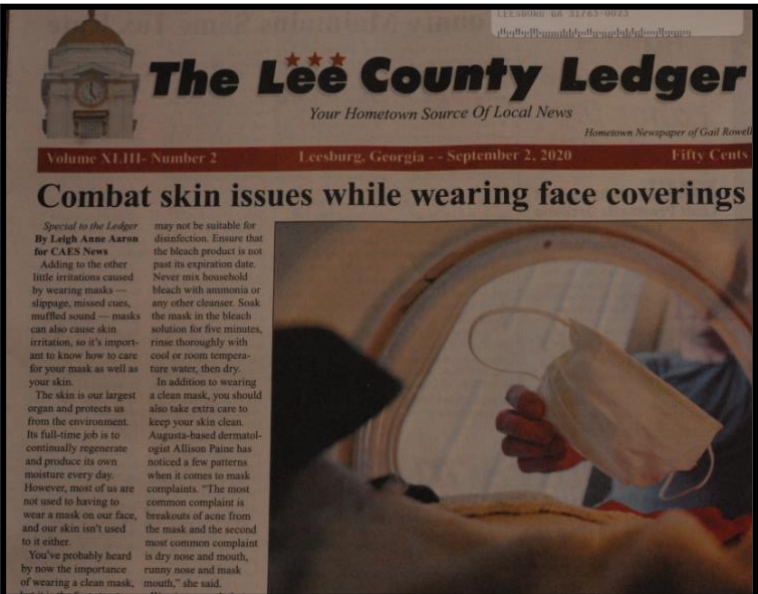 LEESBURG GA 31763-0023
The Lee County Ledger
Your Hometown Source Of Local News
Hometown Newspaper of Gail Rowell
Volume XLIII- Number 2 Leesburg, Georgia - - September 2, 2020 Fifty Cents
Combat skin issues while wearing face coverings
Special to the Ledger
By Leigh Anne Aaron
for CAES News
Adding to the other
little irritations caused
by wearing masks —
slippage, missed cues,
muffled sound — masks
can also cause skin
irritation, so it's import-
ant to know how to care
for your mask as well as
your skin.
The skin is our largest
organ and protects us
from the environment.
Its full-time job is to
continually regenerate
and produce its own
moisture every day.
However, most of us are
not used to having to
wear a mask on our face,
and our skin isn't used
to it either.
You've probably heard
by now the importance
of wearing a clean mask,
may not be suitable for
disinfection. Ensure that
the bleach product is not
past its expiration date.
Never mix household
bleach with ammonia or
any other cleanser. Soak
the mask in the bleach
solution for five minutes,
rinse thoroughly with
cool or room tempera-
ture water, then dry.
In addition to wearing
a clean mask, you should
also take extra care to
keep your skin clean.
Augusta-based dermatol-
ogist Allison Paine has
noticed a few patterns
when it comes to mask
complaints. "The most
common complaint is
breakouts of acne from
the mask and the second
most common complaint
is dry nose and mouth,
runny nose and mask
mouth," she said.